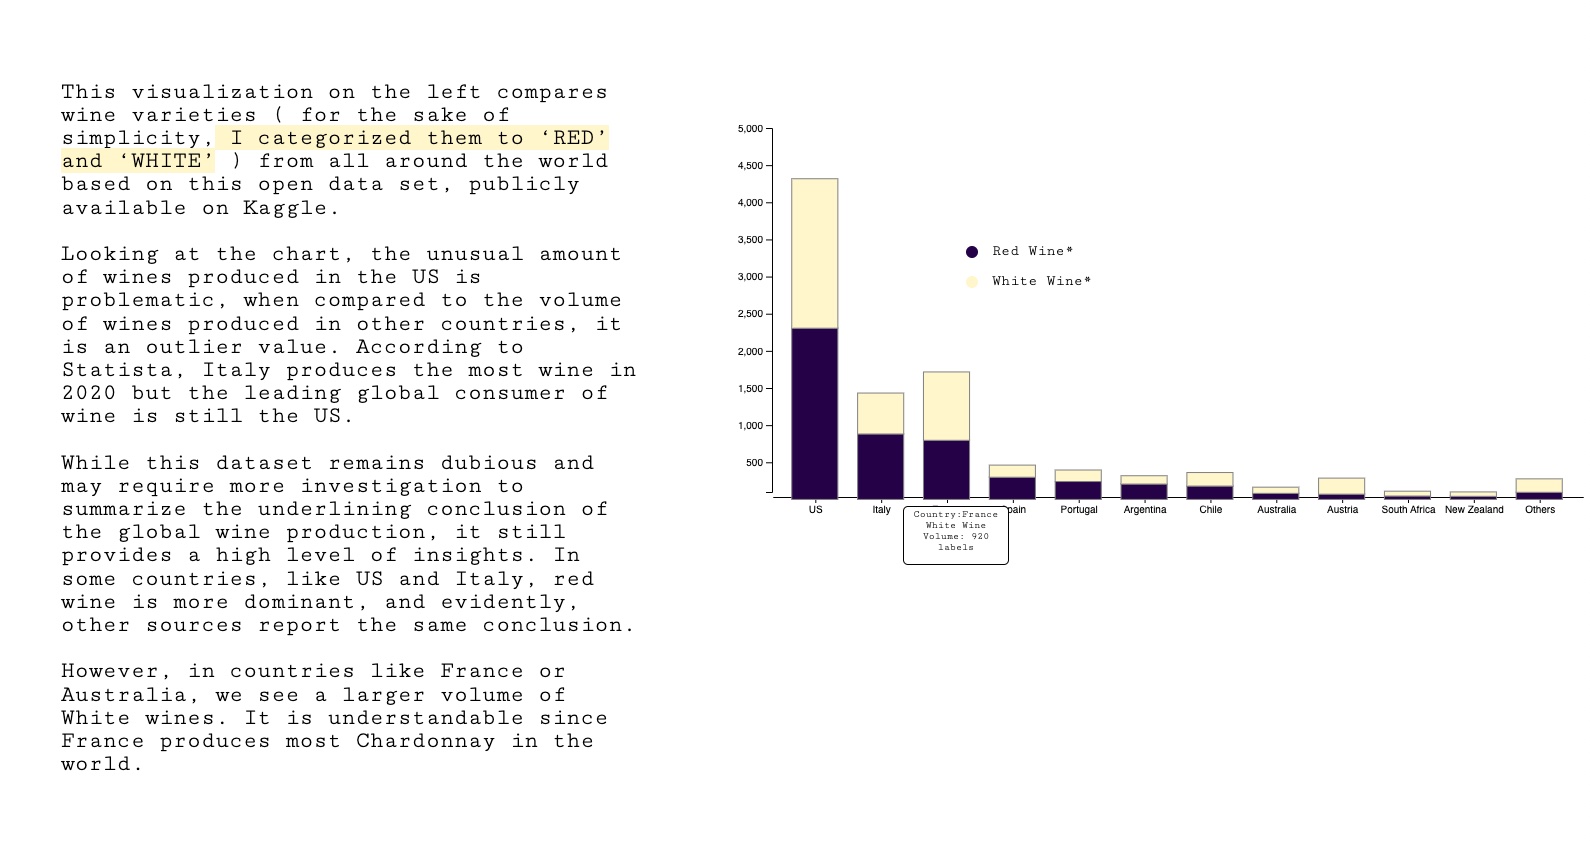 This visualization on the left compares
wine varieties ( for the sake of
simplicity, I categorized them to ‘RED’
and ‘WHITE’ ) from all around the world
based on this open data set, publicly
available on Kaggle.
Looking at the chart, the unusual amount
of wines produced in the US is
problematic, when compared to the volume
of wines produced in other countries, it
is an outlier value. According to
Statista, Italy produces the most wine in
2020 but the leading global consumer of
wine is still the US.
While this dataset remains dubious and
may require more investigation to
summarize the underlining conclusion of
the global wine production, it still
provides a high level of insights. In
some countries, like US and Italy, red
wine is more dominant, and evidently,
other sources report the same conclusion.
However, in countries like France or
Australia, we see a larger volume of
White wines. It is understandable since
France produces most Chardonnay in the
world.
5,000
4,500
4,000
3,500
3,000
2,500
2,000
1,500
1,000
500
Red Wine*
White Wine*
US Italy pain Portugal Argentina Chile Australia Austria South Africa New Zealand Others
Country:France
White Wine
Volume: 920
labels